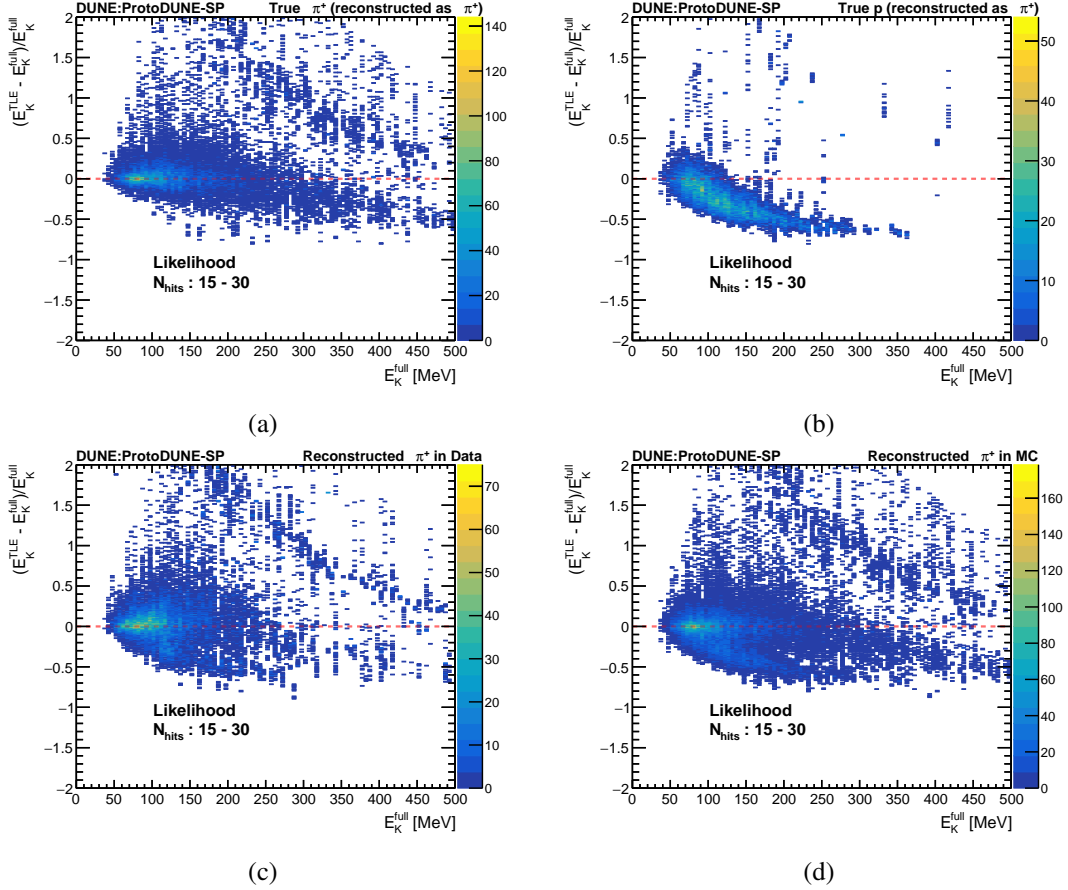 DUNE:ProtoDUNE-SP True π⁺ (reconstructed as π⁺)
(E_K^TLE - E_K^full)/E_K^full
2
1.5
1
0.5
0
−0.5
−1
−1.5
−2
Likelihood
N_hits : 15 - 30
0 50 100 150 200 250 300 350 400 450 500
E_K^full [MeV]
140
120
100
80
60
40
20
0
(a)
DUNE:ProtoDUNE-SP True p (reconstructed as π⁺)
(E_K^TLE - E_K^full)/E_K^full
2
1.5
1
0.5
0
−0.5
−1
−1.5
−2
Likelihood
N_hits : 15 - 30
0 50 100 150 200 250 300 350 400 450 500
E_K^full [MeV]
50
40
30
20
10
0
(b)
DUNE:ProtoDUNE-SP Reconstructed π⁺ in Data
(E_K^TLE - E_K^full)/E_K^full
2
1.5
1
0.5
0
−0.5
−1
−1.5
−2
Likelihood
N_hits : 15 - 30
0 50 100 150 200 250 300 350 400 450 500
E_K^full [MeV]
70
60
50
40
30
20
10
0
(c)
DUNE:ProtoDUNE-SP Reconstructed π⁺ in MC
(E_K^TLE - E_K^full)/E_K^full
2
1.5
1
0.5
0
−0.5
−1
−1.5
−2
Likelihood
N_hits : 15 - 30
0 50 100 150 200 250 300 350 400 450 500
E_K^full [MeV]
160
140
120
100
80
60
40
20
0
(d)